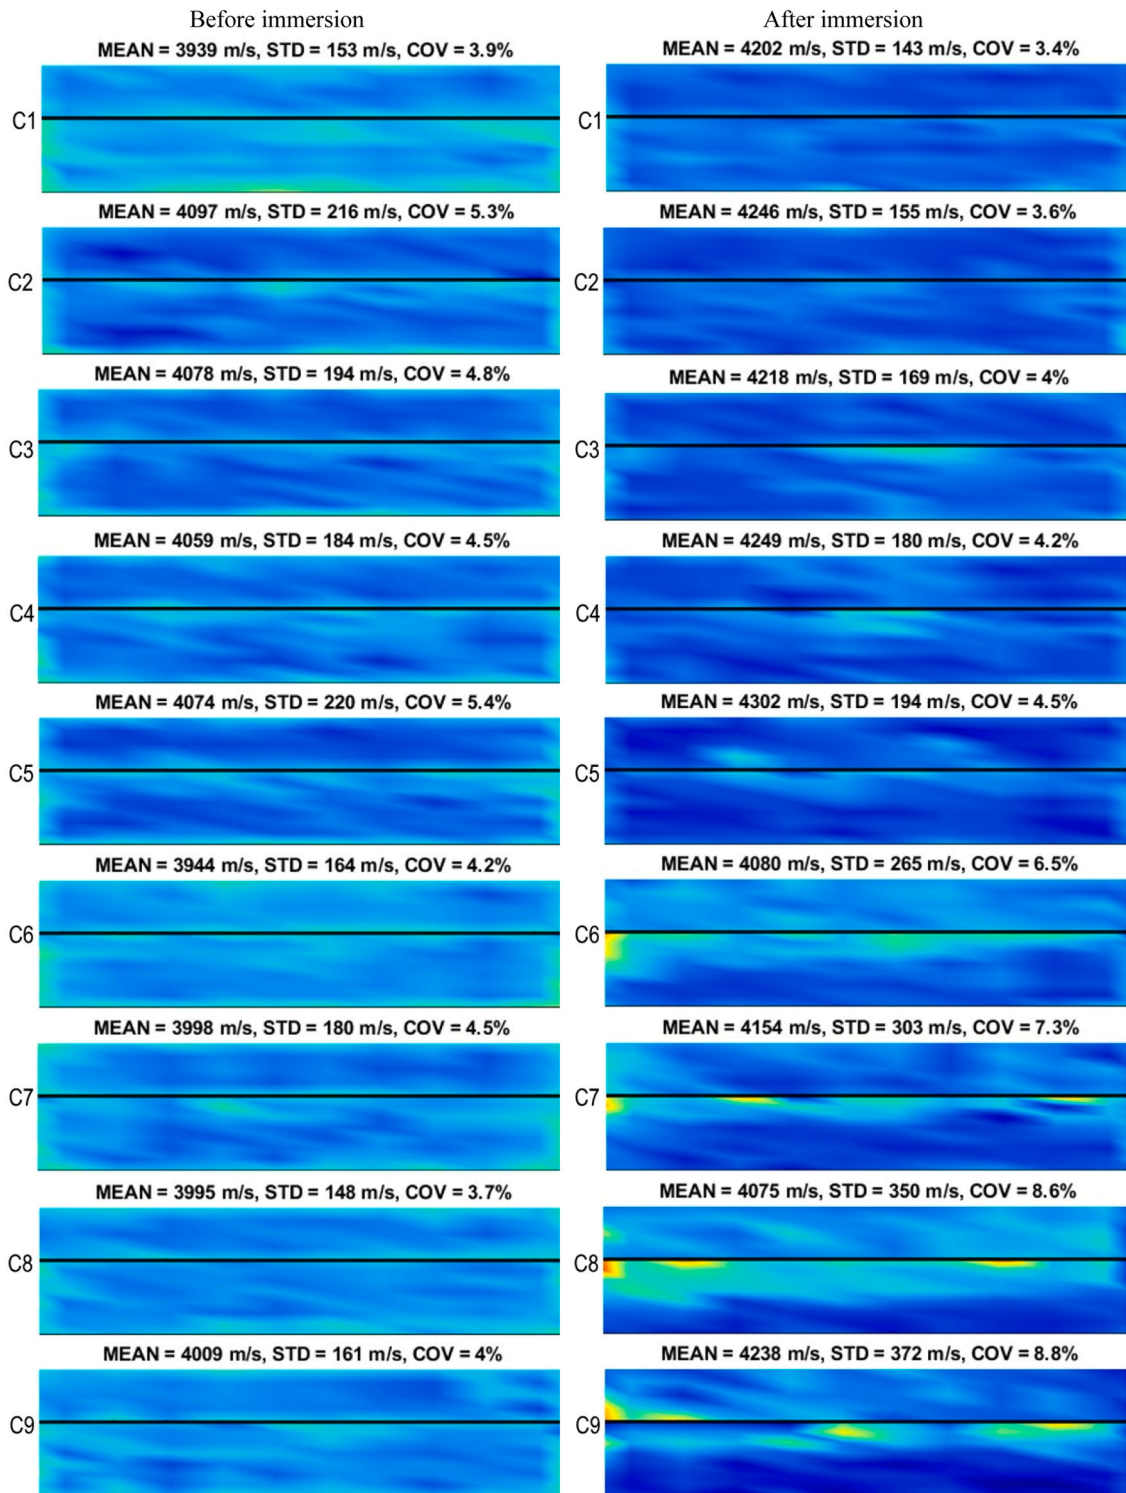 Before immersion After immersion
MEAN = 3939 m/s, STD = 153 m/s, COV = 3.9% MEAN = 4202 m/s, STD = 143 m/s, COV = 3.4%
C1 C1
MEAN = 4097 m/s, STD = 216 m/s, COV = 5.3% MEAN = 4246 m/s, STD = 155 m/s, COV = 3.6%
C2 C2
MEAN = 4078 m/s, STD = 194 m/s, COV = 4.8% MEAN = 4218 m/s, STD = 169 m/s, COV = 4%
C3 C3
MEAN = 4059 m/s, STD = 184 m/s, COV = 4.5% MEAN = 4249 m/s, STD = 180 m/s, COV = 4.2%
C4 C4
MEAN = 4074 m/s, STD = 220 m/s, COV = 5.4% MEAN = 4302 m/s, STD = 194 m/s, COV = 4.5%
C5 C5
MEAN = 3944 m/s, STD = 164 m/s, COV = 4.2% MEAN = 4080 m/s, STD = 265 m/s, COV = 6.5%
C6 C6
MEAN = 3998 m/s, STD = 180 m/s, COV = 4.5% MEAN = 4154 m/s, STD = 303 m/s, COV = 7.3%
C7 C7
MEAN = 3995 m/s, STD = 148 m/s, COV = 3.7% MEAN = 4075 m/s, STD = 350 m/s, COV = 8.6%
C8 C8
MEAN = 4009 m/s, STD = 161 m/s, COV = 4% MEAN = 4238 m/s, STD = 372 m/s, COV = 8.8%
C9 C9